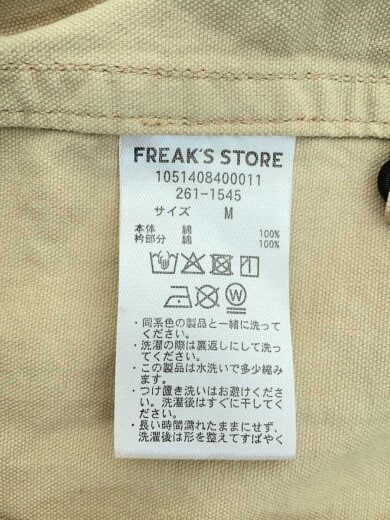 FREAK'S STORE
1051408400011
261-1545
サイズ M
本体 綿 100%
衿部分 綿 100%
・同系色の製品と一緒に洗って
ください。
・洗濯の際は裏返しにして洗っ
てください。
・この製品は水洗いで多少縮み
ます。
・つけ置き洗いはお避けくださ
い。洗濯後はすぐに干してく
ださい。
・長い時間濡れたままにせず、
洗濯後は形を整えてすばやく